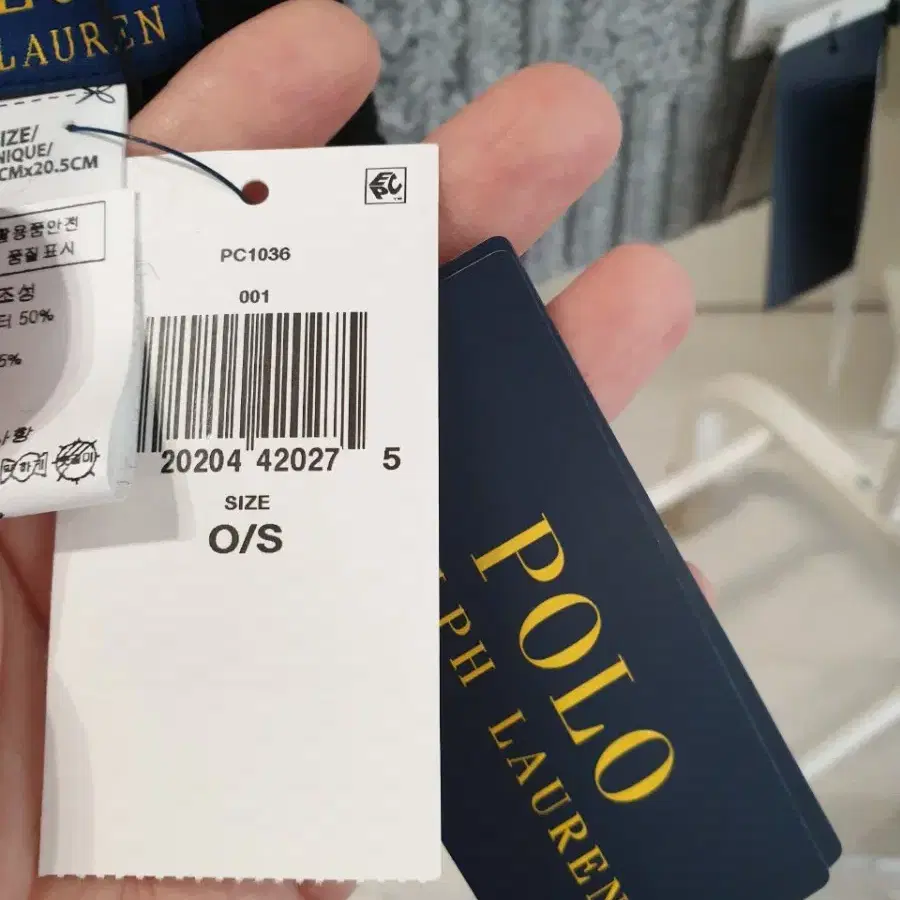 LAUREN
SIZE/
NIQUE/
CMx20.5CM
활용품안전
품질표시
조성
터 50%
5%
사항
EPC
PC1036
001
20204 42027 5
SIZE
O/S
POLO
PH LAUREN